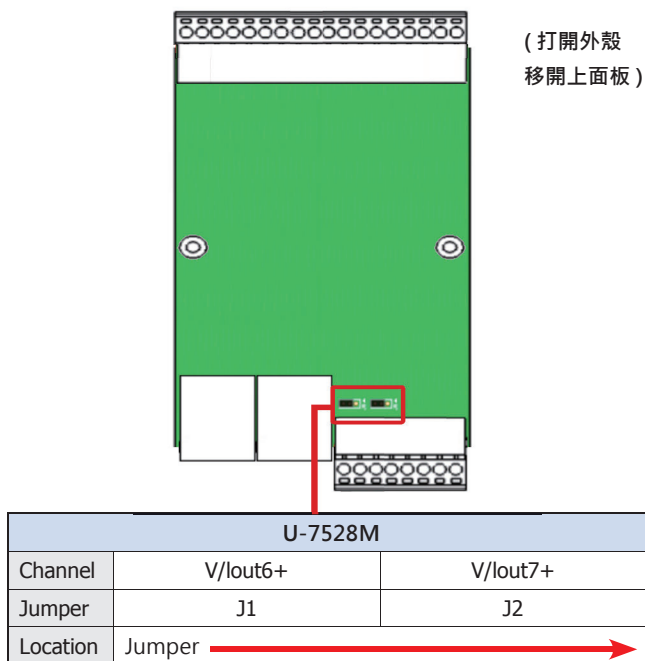 ( 打開外殼
移開上面板 )
U-7528M
Channel V/Iout6+ V/Iout7+
Jumper J1 J2
Location Jumper